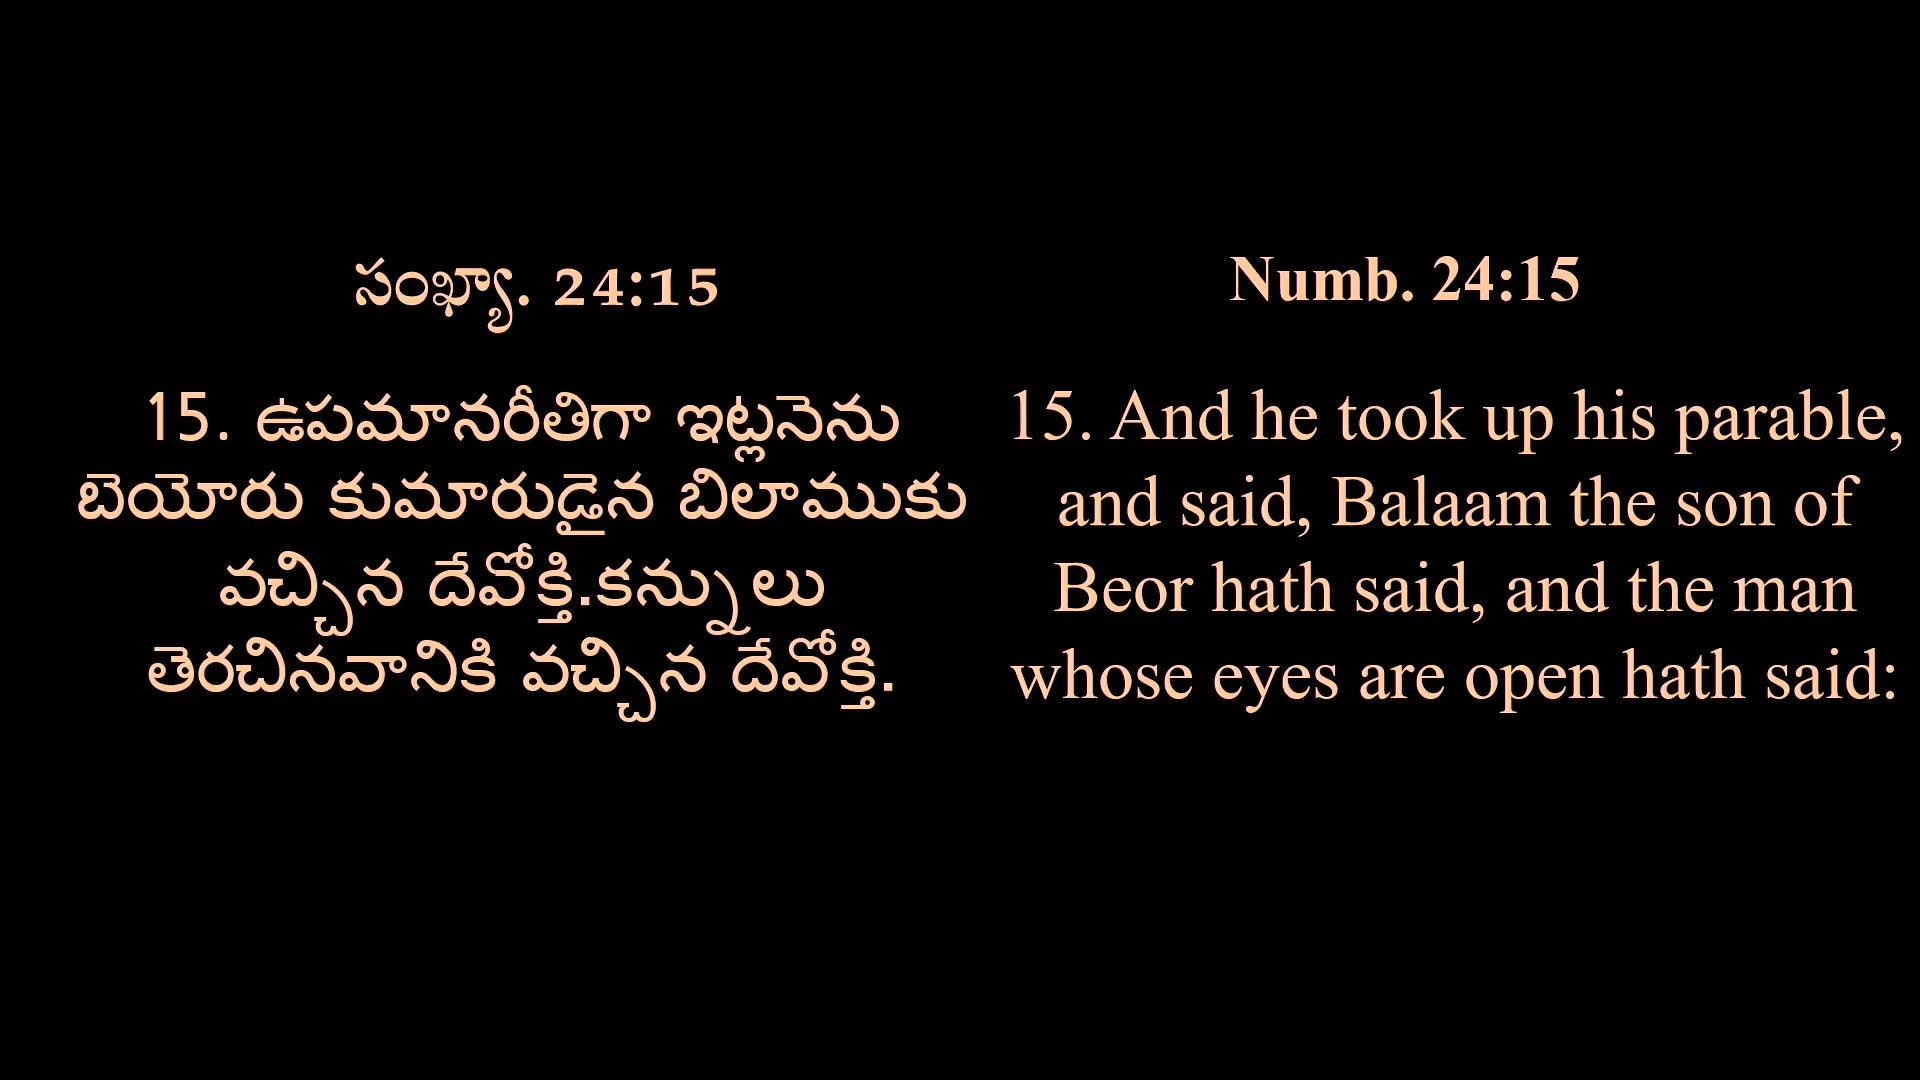 సంఖ్యా. 24:15
15. ఉపమానరీతిగా ఇట్లనెను
బెయోరు కుమారుడైన బిలాముకు
వచ్చిన దేవోక్తి.కన్నులు
తెరచినవానికి వచ్చిన దేవోక్తి.
Numb. 24:15
15. And he took up his parable,
and said, Balaam the son of
Beor hath said, and the man
whose eyes are open hath said: